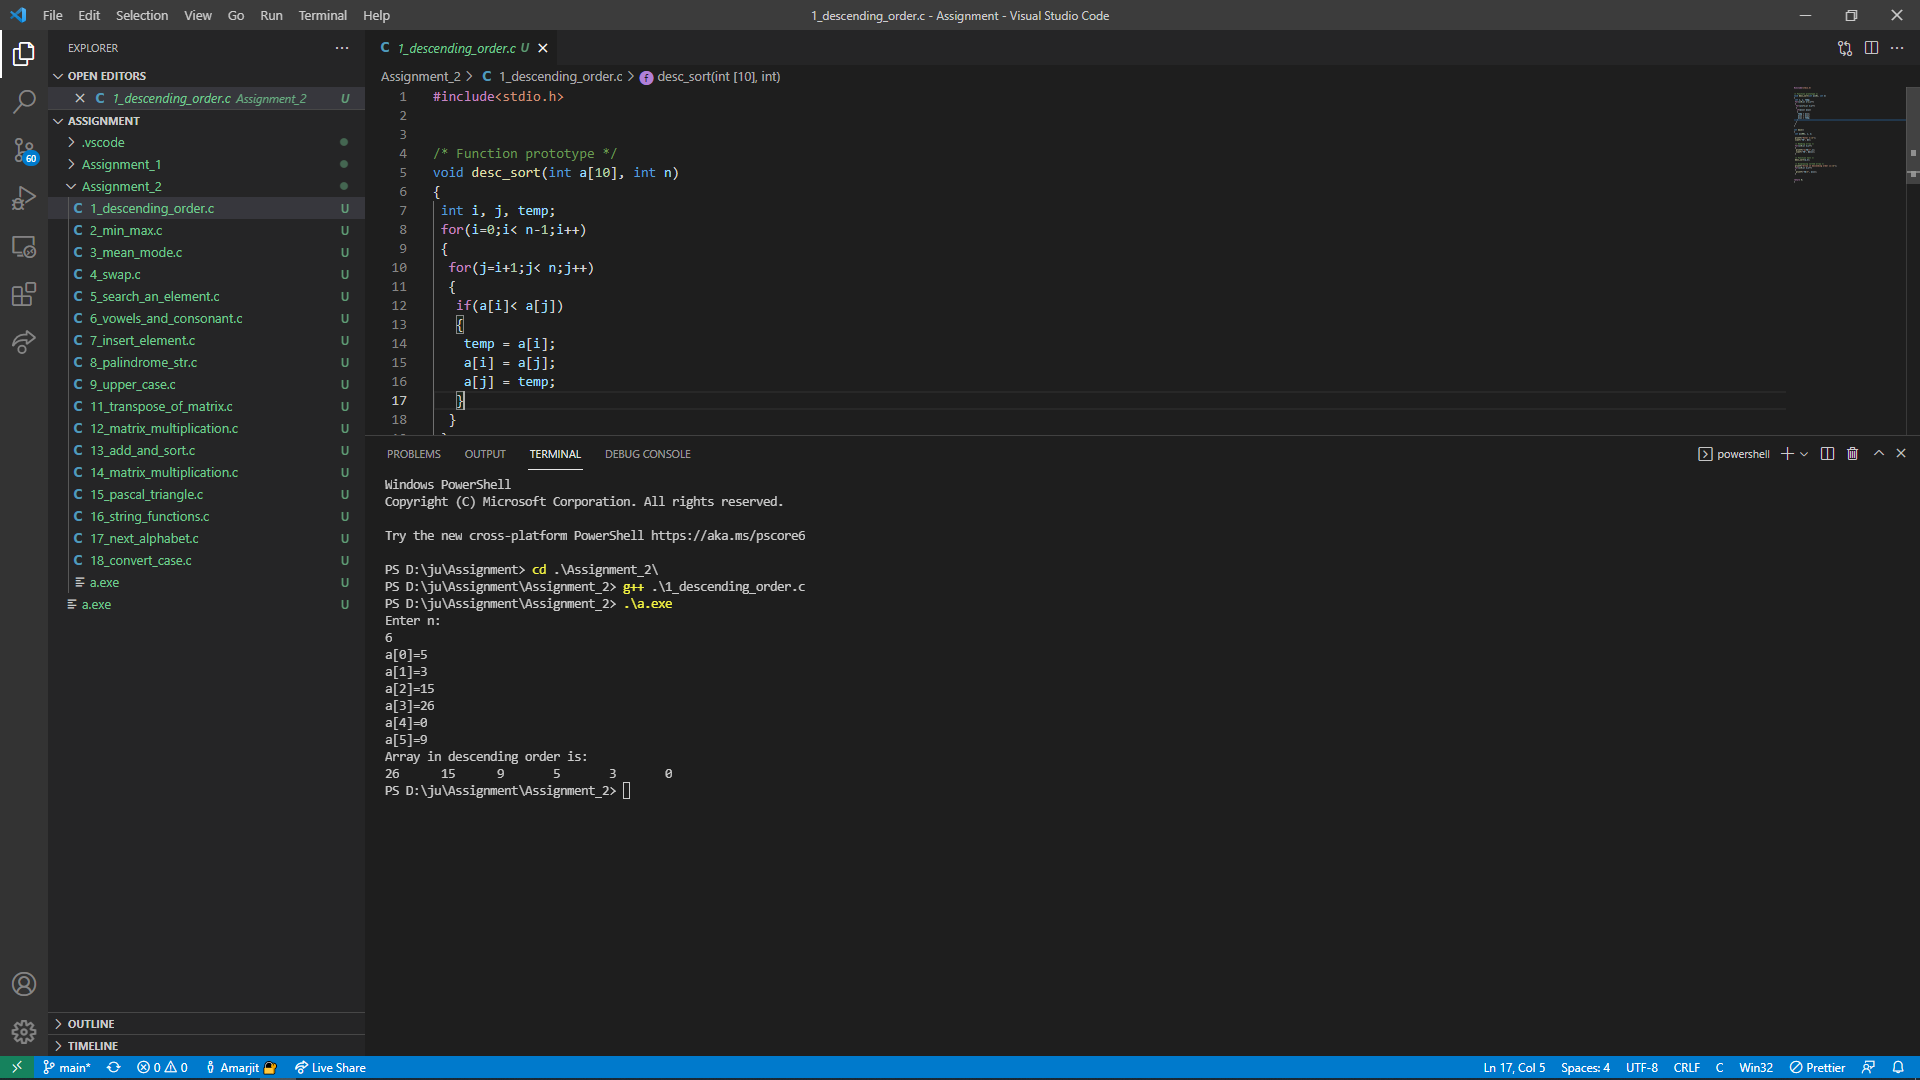 File Edit Selection View Go Run Terminal Help
1_descending_order.c - Assignment - Visual Studio Code
EXPLORER
OPEN EDITORS
1_descending_order.c Assignment_2 U
ASSIGNMENT
.vscode
Assignment_1
Assignment_2
C 1_descending_order.c U
C 2_min_max.c U
C 3_mean_mode.c U
C 4_swap.c U
C 5_search_an_element.c U
C 6_vowels_and_consonant.c U
C 7_insert_element.c U
C 8_palindrome_str.c U
C 9_upper_case.c U
C 11_transpose_of_matrix.c U
C 12_matrix_multiplication.c U
C 13_add_and_sort.c U
C 14_matrix_multiplication.c U
C 15_pascal_triangle.c U
C 16_string_functions.c U
C 17_next_alphabet.c U
C 18_convert_case.c U
a.exe U
a.exe U
60
OUTLINE
TIMELINE
C 1_descending_order.c U
Assignment_2 > C 1_descending_order.c > desc_sort(int [10], int)
1 #include<stdio.h>
2
3
4 /* Function prototype */
5 void desc_sort(int a[10], int n)
6 {
7 int i, j, temp;
8 for(i=0;i< n-1;i++)
9 {
10 for(j=i+1;j< n;j++)
11 {
12 if(a[i]< a[j])
13 {
14 temp = a[i];
15 a[i] = a[j];
16 a[j] = temp;
17 }
18 }
PROBLEMS OUTPUT TERMINAL DEBUG CONSOLE
powershell
Windows PowerShell
Copyright (C) Microsoft Corporation. All rights reserved.
Try the new cross-platform PowerShell https://aka.ms/pscore6
PS D:\ju\Assignment> cd .\Assignment_2\
PS D:\ju\Assignment\Assignment_2> g++ .\1_descending_order.c
PS D:\ju\Assignment\Assignment_2> .\a.exe
Enter n:
6
a[0]=5
a[1]=3
a[2]=15
a[3]=26
a[4]=0
a[5]=9
Array in descending order is:
26 15 9 5 3 0
PS D:\ju\Assignment\Assignment_2>
main* 0 0 Amarjit Live Share
Ln 17, Col 5 Spaces: 4 UTF-8 CRLF C Win32 Prettier